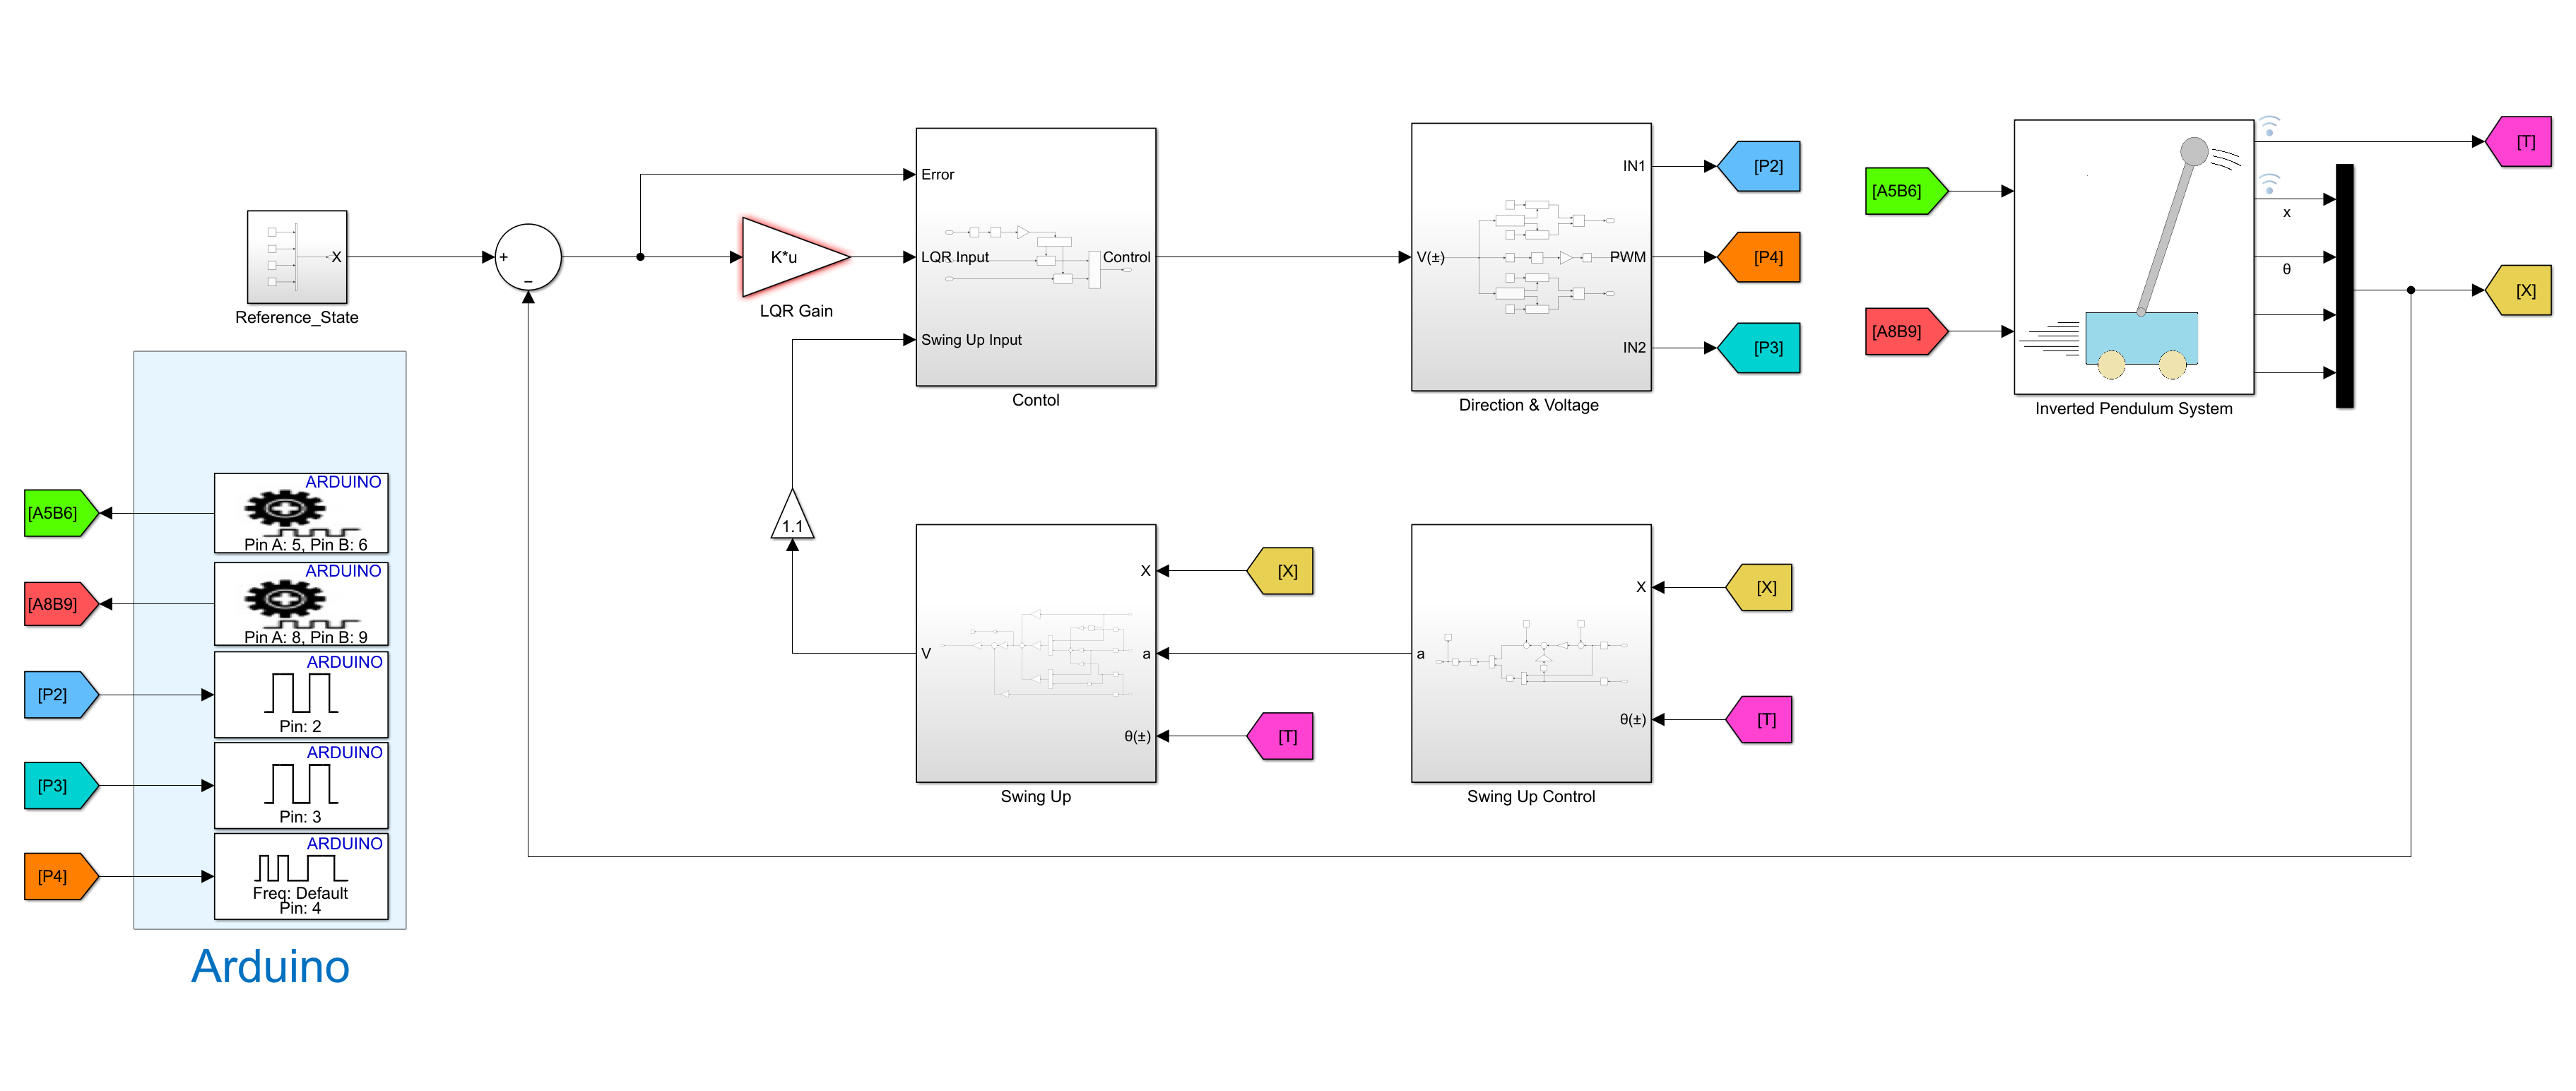 X
Reference_State
+
−
K*u
LQR Gain
Error
LQR Input
Swing Up Input
Control
Contol
V(±)
IN1
PWM
IN2
Direction & Voltage
[P2]
[P4]
[P3]
[A5B6]
[A8B9]
Inverted Pendulum System
x
θ
[T]
[X]
[A5B6]
[A8B9]
[P2]
[P3]
[P4]
ARDUINO
Pin A: 5, Pin B: 6
ARDUINO
Pin A: 8, Pin B: 9
ARDUINO
Pin: 2
ARDUINO
Pin: 3
ARDUINO
Freq: Default
Pin: 4
Arduino
1.1
V
X
a
θ(±)
Swing Up
[X]
[T]
a
X
θ(±)
Swing Up Control
[X]
[T]